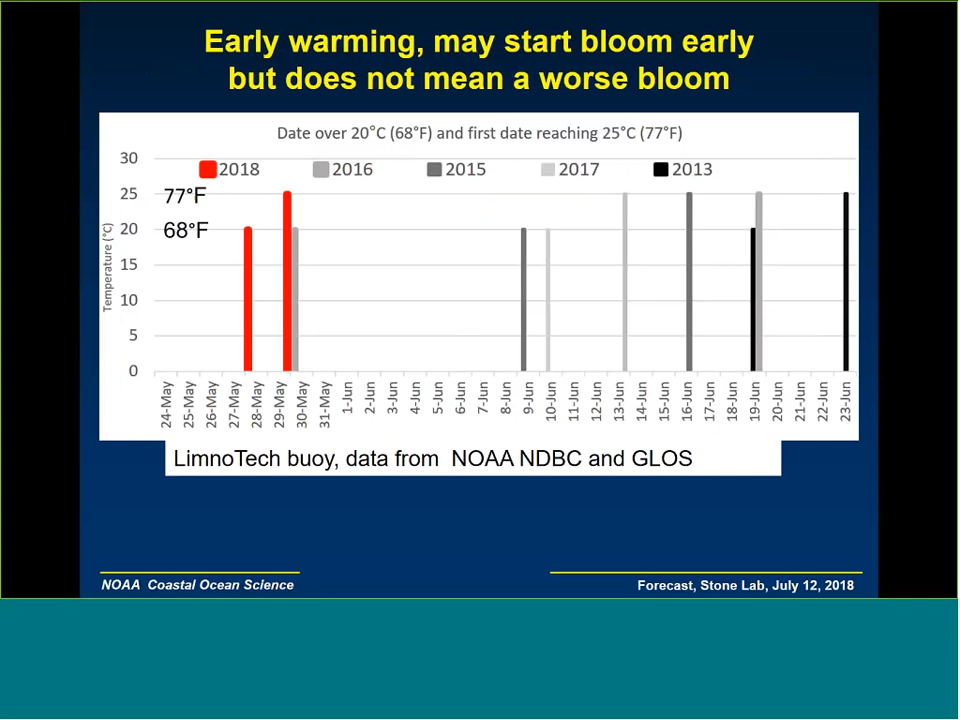 Early warming, may start bloom early
but does not mean a worse bloom
Date over 20°C (68°F) and first date reaching 25°C (77°F)
2018 2016 2015 2017 2013
Temperature (°C)
30
25
20
15
10
5
0
77°F
68°F
24-May 25-May 26-May 27-May 28-May 29-May 30-May 31-May 1-Jun 2-Jun 3-Jun 4-Jun 5-Jun 6-Jun 7-Jun 8-Jun 9-Jun 10-Jun 11-Jun 12-Jun 13-Jun 14-Jun 15-Jun 16-Jun 17-Jun 18-Jun 19-Jun 20-Jun 21-Jun 22-Jun 23-Jun
LimnoTech buoy, data from NOAA NDBC and GLOS
NOAA Coastal Ocean Science
Forecast, Stone Lab, July 12, 2018